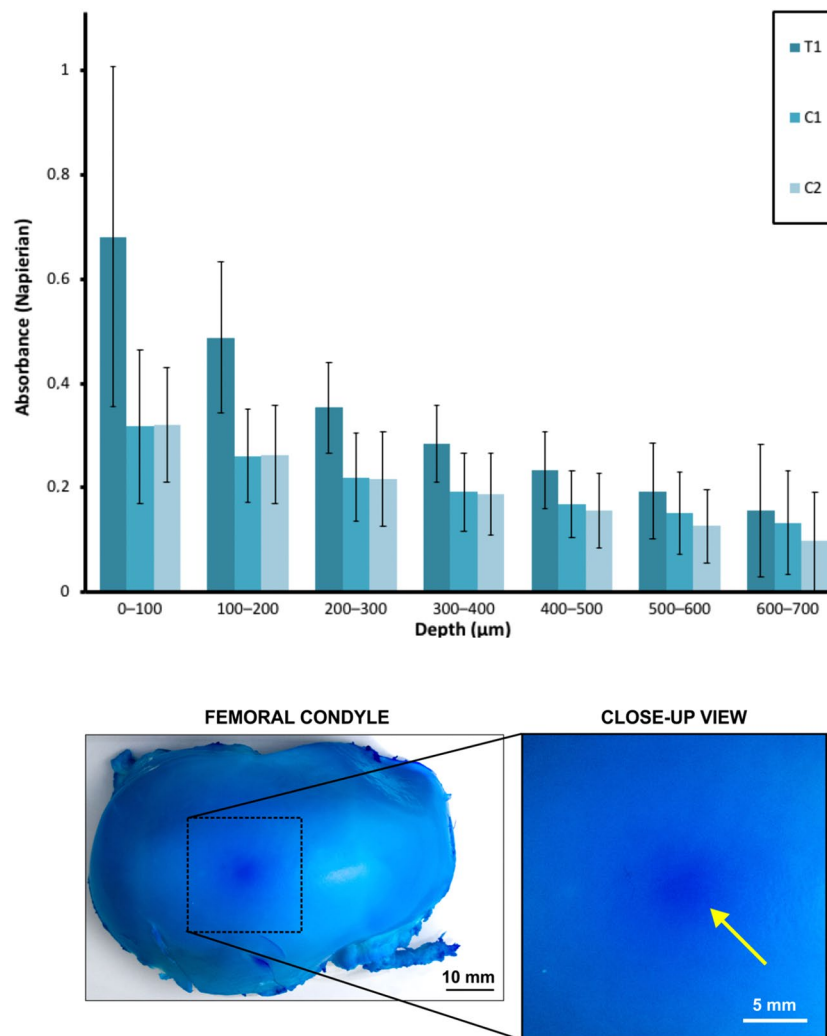 T1
C1
C2
Absorbance (Napierian)
1
0.8
0.6
0,4
0.2
0
0–100
100–200
200–300
300–400
400–500
500–600
600–700
Depth (µm)
FEMORAL CONDYLE
CLOSE-UP VIEW
10 mm
5 mm